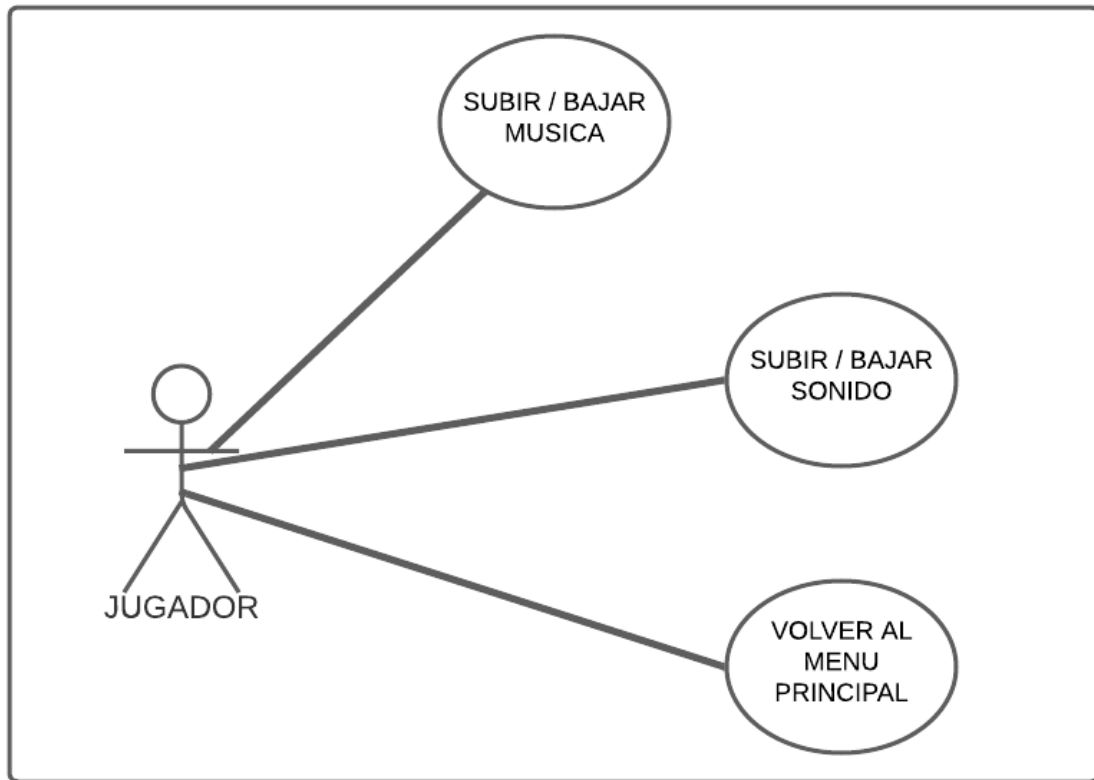 SUBIR / BAJAR
MUSICA
SUBIR / BAJAR
SONIDO
JUGADOR
VOLVER AL
MENU
PRINCIPAL